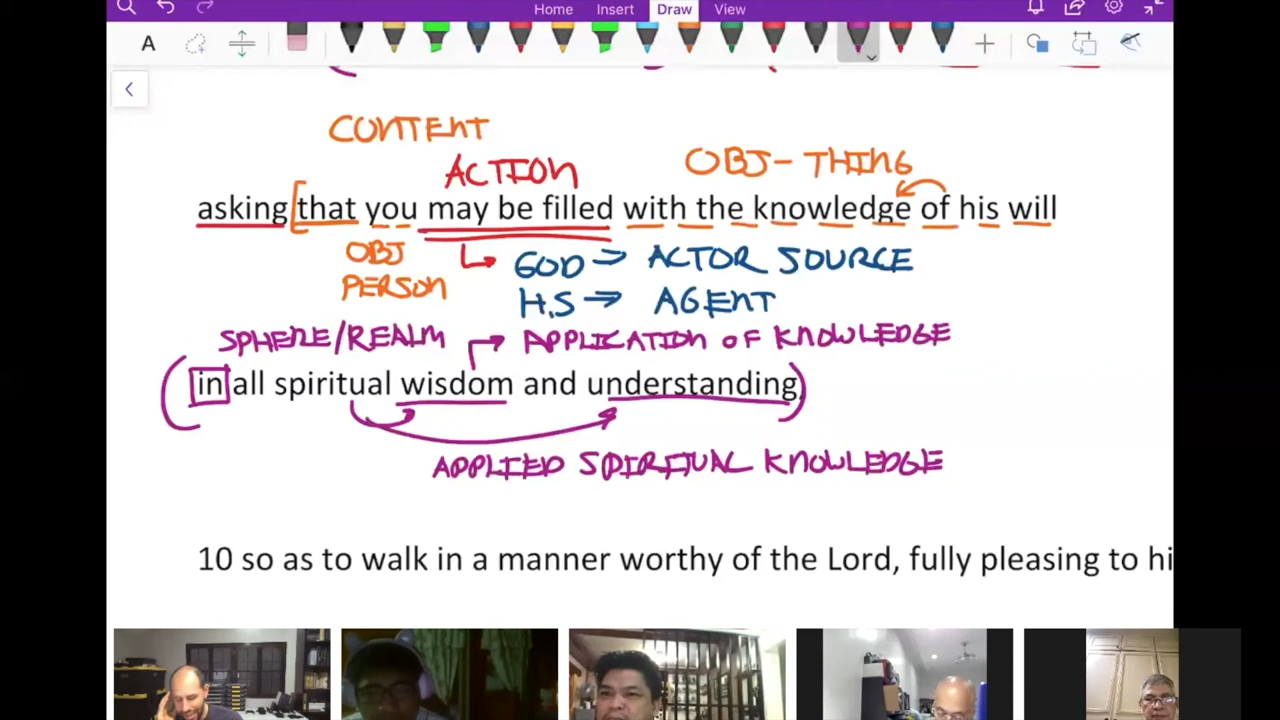 Home Insert Draw View
A
CONTENT
ACTION
OBJ - THING
asking [that you may be filled with the knowledge of his will
OBJ
PERSON
GOD → ACTOR SOURCE
H.S → AGENT
SPHERE/REALM → APPLICATION OF KNOWLEDGE
(in all spiritual wisdom and understanding,)
APPLIED SPIRITUAL KNOWLEDGE
10 so as to walk in a manner worthy of the Lord, fully pleasing to hi